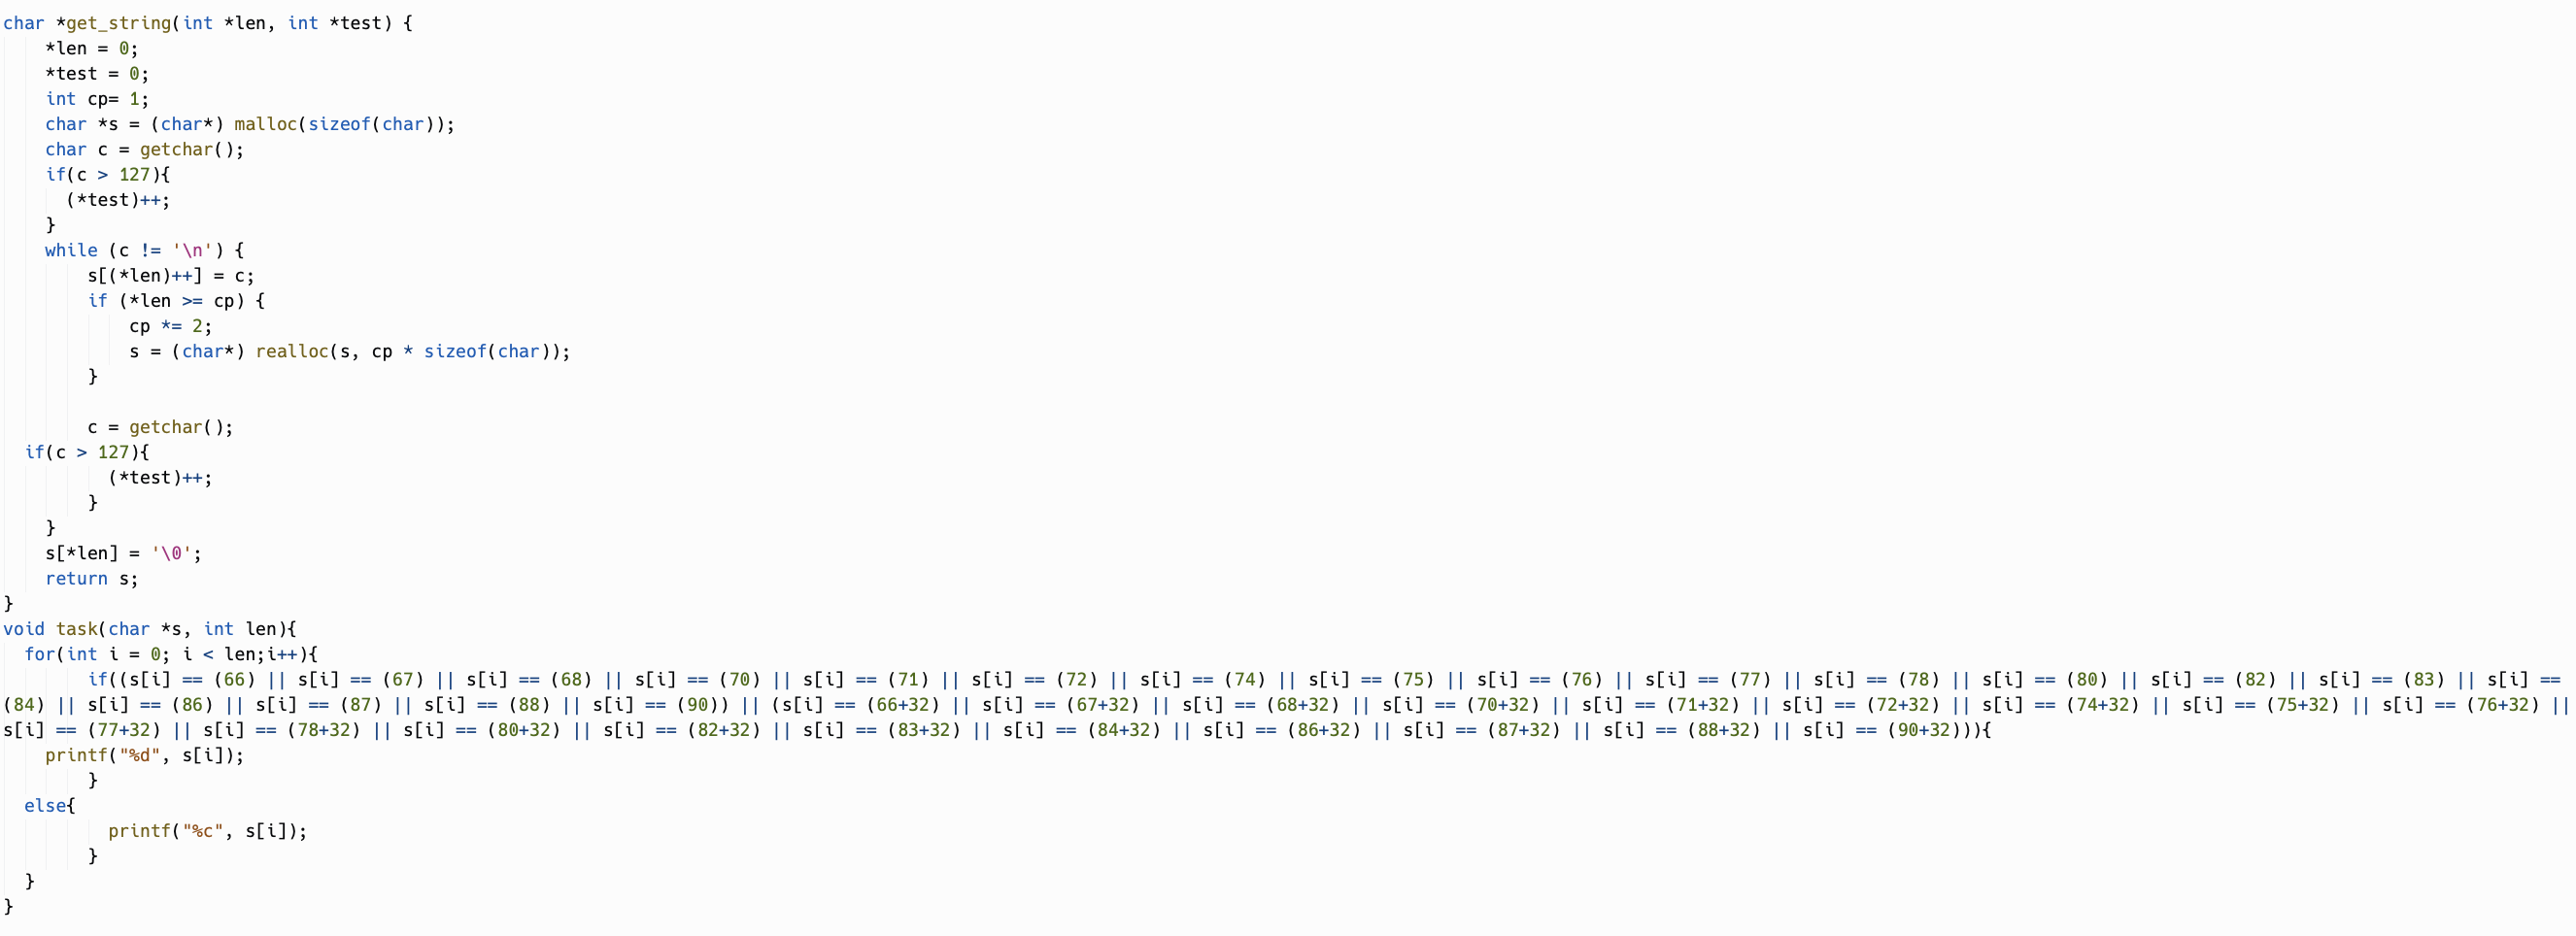 char *get_string(int *len, int *test) {
    *len = 0;
    *test = 0;
    int cp= 1;
    char *s = (char*) malloc(sizeof(char));
    char c = getchar();
    if(c > 127){
      (*test)++;
    }
    while (c != '\n') {
        s[(*len)++] = c;
        if (*len >= cp) {
            cp *= 2;
            s = (char*) realloc(s, cp * sizeof(char));
        }

        c = getchar();
  if(c > 127){
          (*test)++;
        }
    }
    s[*len] = '\0';
    return s;
}
void task(char *s, int len){
  for(int i = 0; i < len;i++){
        if((s[i] == (66) || s[i] == (67) || s[i] == (68) || s[i] == (70) || s[i] == (71) || s[i] == (72) || s[i] == (74) || s[i] == (75) || s[i] == (76) || s[i] == (77) || s[i] == (78) || s[i] == (80) || s[i] == (82) || s[i] == (83) || s[i] ==
(84) || s[i] == (86) || s[i] == (87) || s[i] == (88) || s[i] == (90)) || (s[i] == (66+32) || s[i] == (67+32) || s[i] == (68+32) || s[i] == (70+32) || s[i] == (71+32) || s[i] == (72+32) || s[i] == (74+32) || s[i] == (75+32) || s[i] == (76+32) ||
s[i] == (77+32) || s[i] == (78+32) || s[i] == (80+32) || s[i] == (82+32) || s[i] == (83+32) || s[i] == (84+32) || s[i] == (86+32) || s[i] == (87+32) || s[i] == (88+32) || s[i] == (90+32))){
    printf("%d", s[i]);
        }
  else{
          printf("%c", s[i]);
        }
  }
}